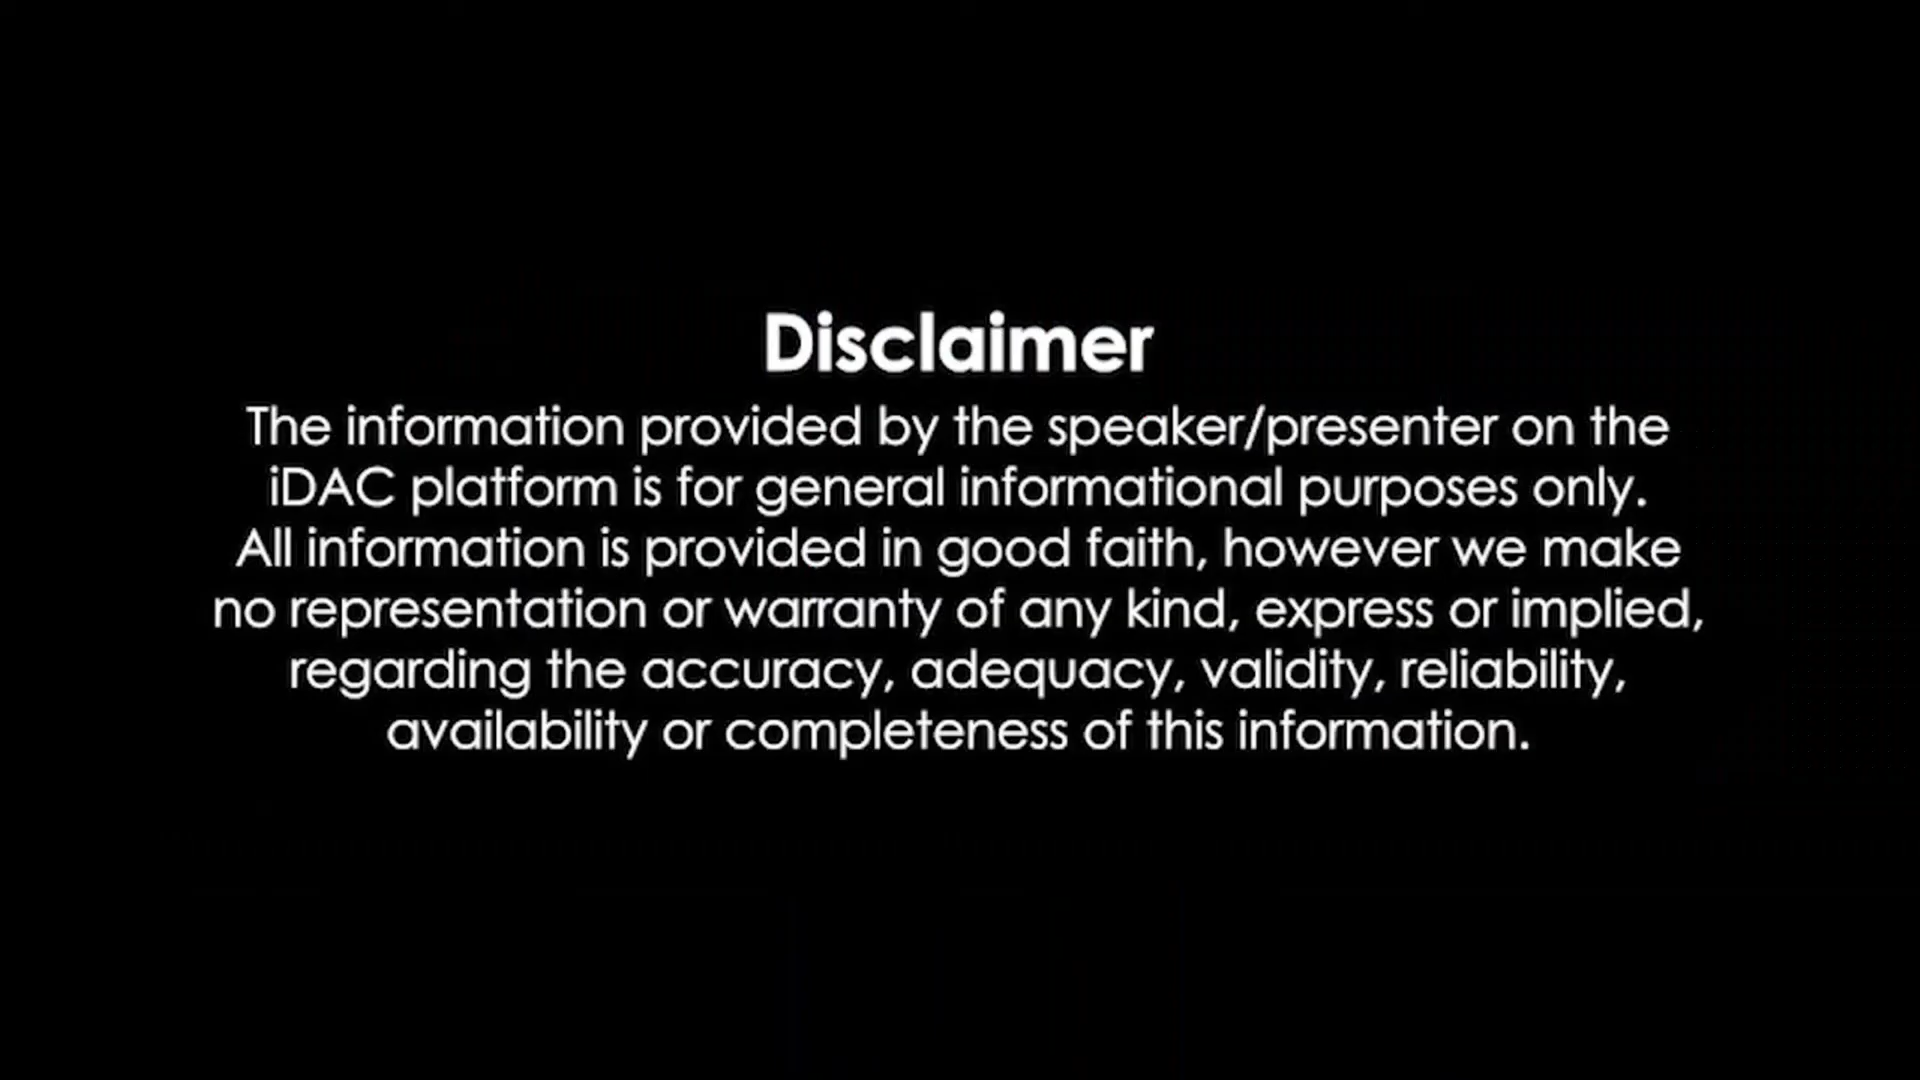 Disclaimer
The information provided by the speaker/presenter on the
iDAC platform is for general informational purposes only.
All information is provided in good faith, however we make
no representation or warranty of any kind, express or implied,
regarding the accuracy, adequacy, validity, reliability,
availability or completeness of this information.